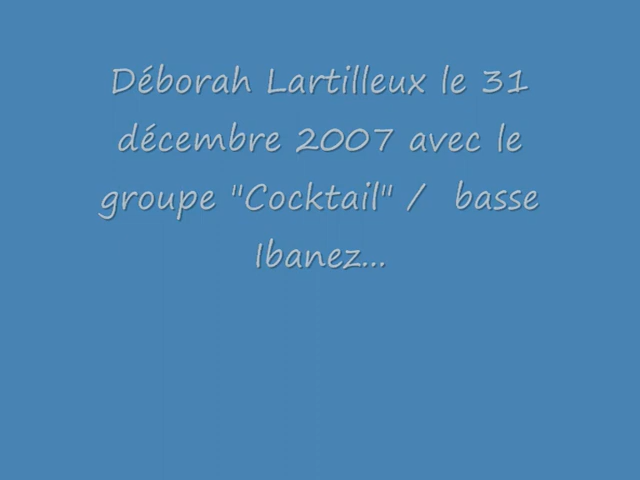 Déborah Lartilleux le 31
décembre 2007 avec le
groupe "Cocktail" /  basse
Ibanez...